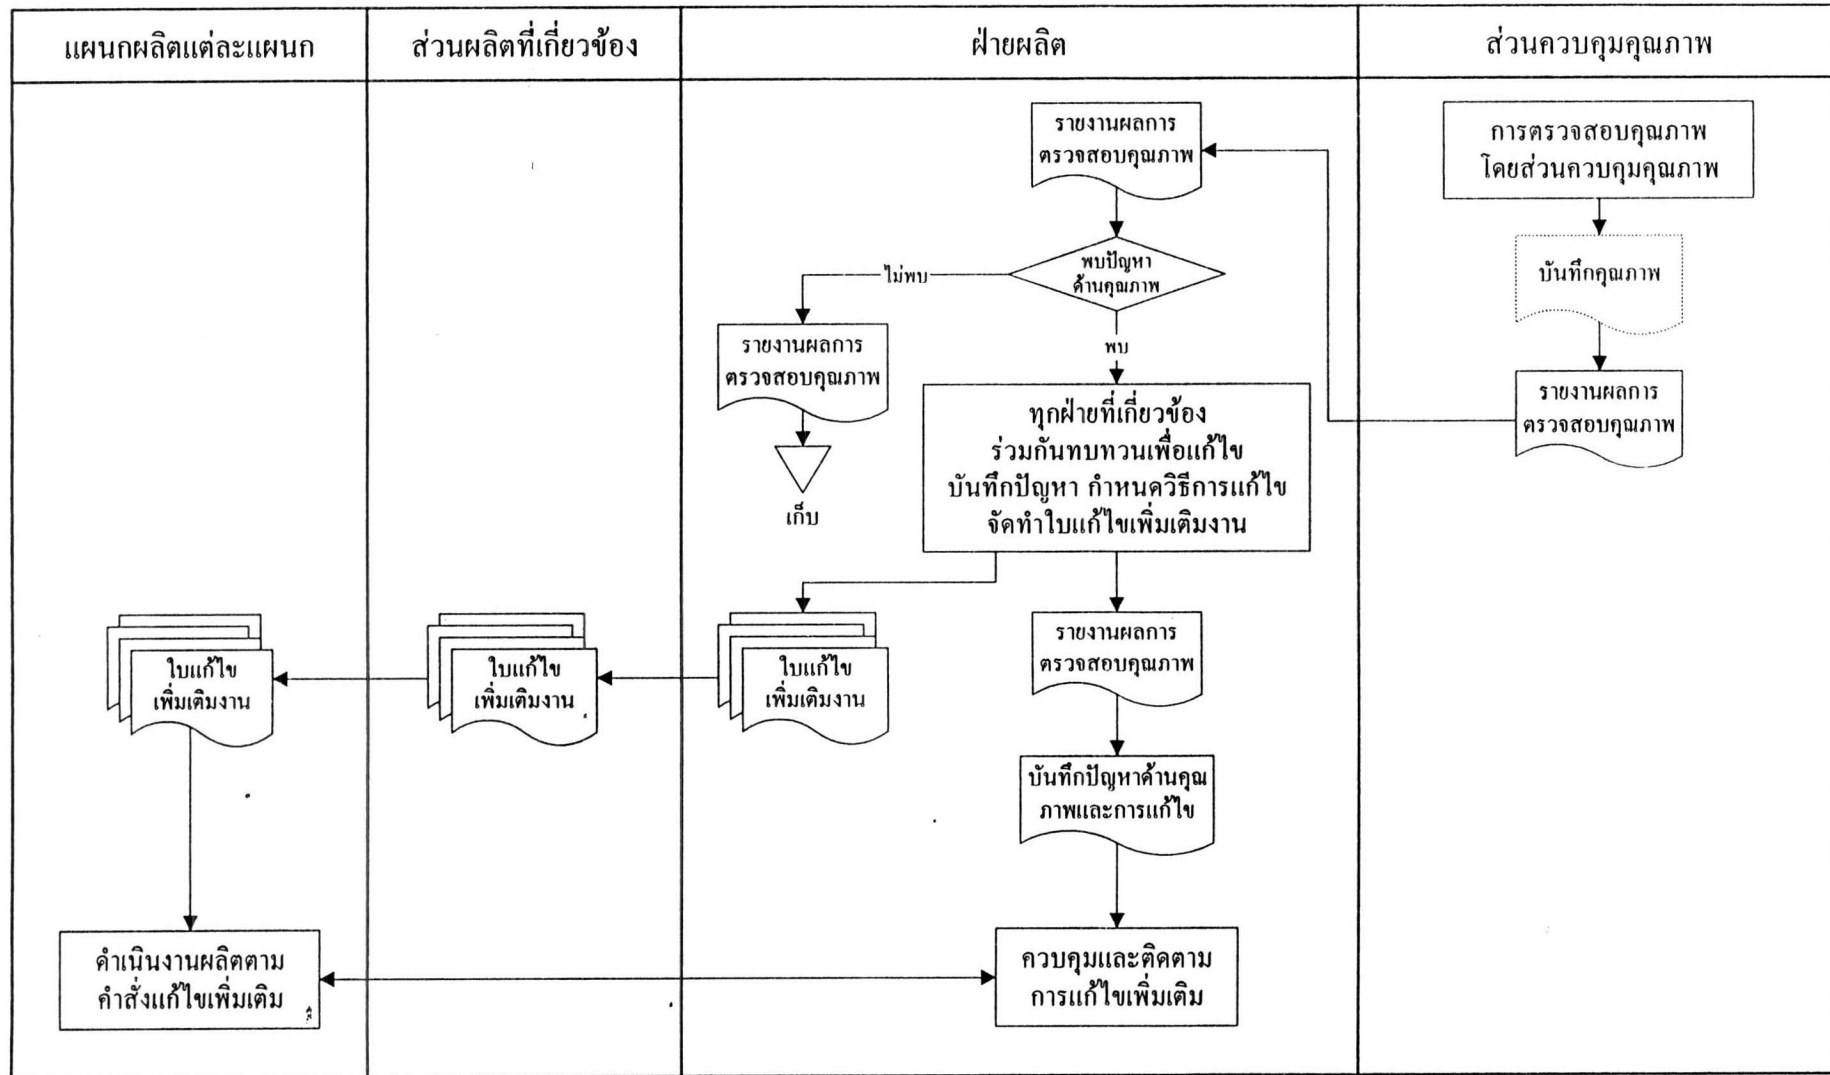 แผนกผลิตแต่ละแผนก
ส่วนผลิตที่เกี่ยวข้อง
ฝ่ายผลิต
ส่วนควบคุมคุณภาพ
รายงานผลการ
ตรวจสอบคุณภาพ
การตรวจสอบคุณภาพ
โดยส่วนควบคุมคุณภาพ
บันทึกคุณภาพ
รายงานผลการ
ตรวจสอบคุณภาพ
พบปัญหา
ด้านคุณภาพ
ไม่พบ
พบ
รายงานผลการ
ตรวจสอบคุณภาพ
เก็บ
ทุกฝ่ายที่เกี่ยวข้อง
ร่วมกันทบทวนเพื่อแก้ไข
บันทึกปัญหา กำหนดวิธีการแก้ไข
จัดทำใบแก้ไขเพิ่มเติมงาน
ใบแก้ไข
เพิ่มเติมงาน
ใบแก้ไข
เพิ่มเติมงาน
ใบแก้ไข
เพิ่มเติมงาน
รายงานผลการ
ตรวจสอบคุณภาพ
บันทึกปัญหาด้านคุณ
ภาพและการแก้ไข
ดำเนินงานผลิตตาม
คำสั่งแก้ไขเพิ่มเติม
ควบคุมและติดตาม
การแก้ไขเพิ่มเติม